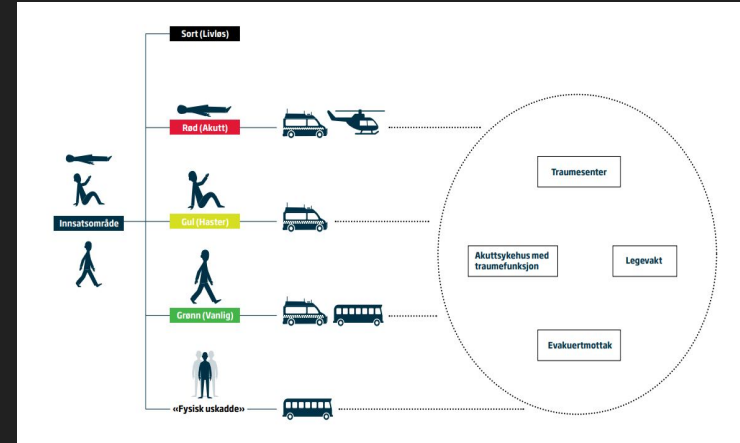 Sort (Livløs)
Rød (Akutt)
Innsatsområde
Gul (Haster)
Grønn (Vanlig)
«Fysisk uskadde»
Traumesenter
Akuttsykehus med
traumefunksjon
Legevakt
Evakuertmottak